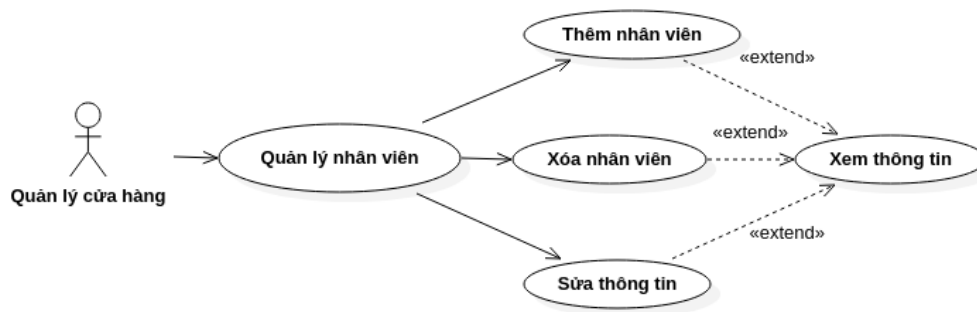 Thêm nhân viên
«extend»
«extend»
Quản lý nhân viên
Xóa nhân viên
Xem thông tin
Quản lý cửa hàng
«extend»
Sửa thông tin